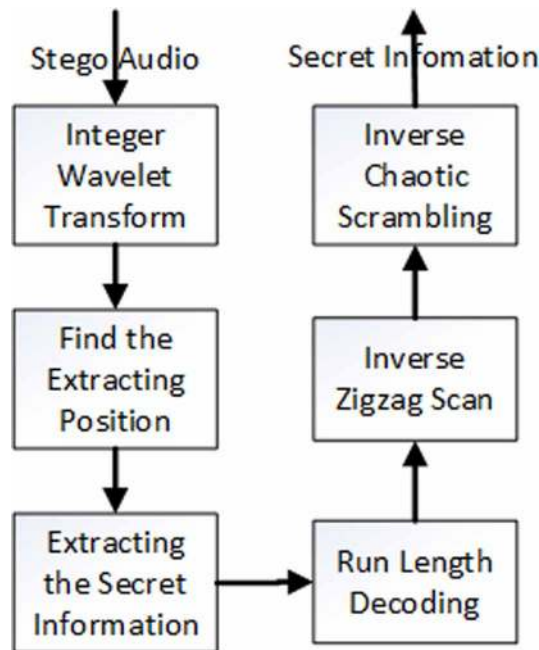 Stego Audio
Integer
Wavelet
Transform
Find the
Extracting
Position
Extracting
the Secret
Information
Run Length
Decoding
Inverse
Zigzag Scan
Inverse
Chaotic
Scrambling
Secret Infomation